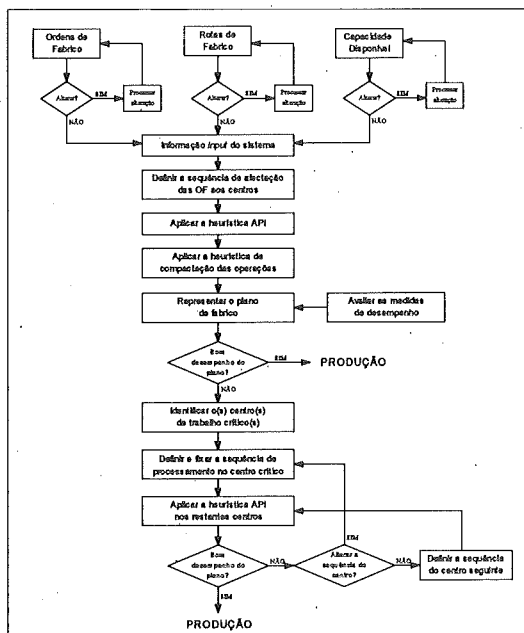 Ordens de
Fabrico
Rotas de
Fabrico
Capacidade
Disponível
Alterar?
SIM
Processar
alteração
Alterar?
SIM
Processar
alteração
Alterar?
SIM
Processar
alteração
NÃO
NÃO
NÃO
Informação input do sistema
Definir a sequência de afectação
das OF aos centros
Aplicar a heurística API
Aplicar a heurística de
compactação das operações
Representar o plano
de fabrico
Avaliar as medidas
de desempenho
Bom
desempenho do
plano?
SIM
PRODUÇÃO
NÃO
Identificar o(s) centro(s)
de trabalho crítico(s)
Definir e fixar a sequência de
processamento no centro crítico
Aplicar a heurística API
nos restantes centros
SIM
Bom
desempenho do
plano?
NÃO
Alterar a
sequência do
centro?
NÃO
Definir a sequência
do centro seguinte
SIM
PRODUÇÃO